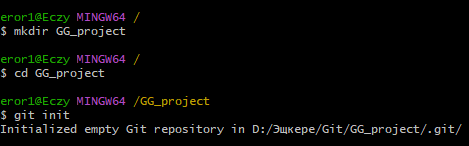 eror1@Eczy MINGW64 /
$ mkdir GG_project
eror1@Eczy MINGW64 /
$ cd GG_project
eror1@Eczy MINGW64 /GG_project
$ git init
Initialized empty Git repository in D:/Эщкере/Git/GG_project/.git/